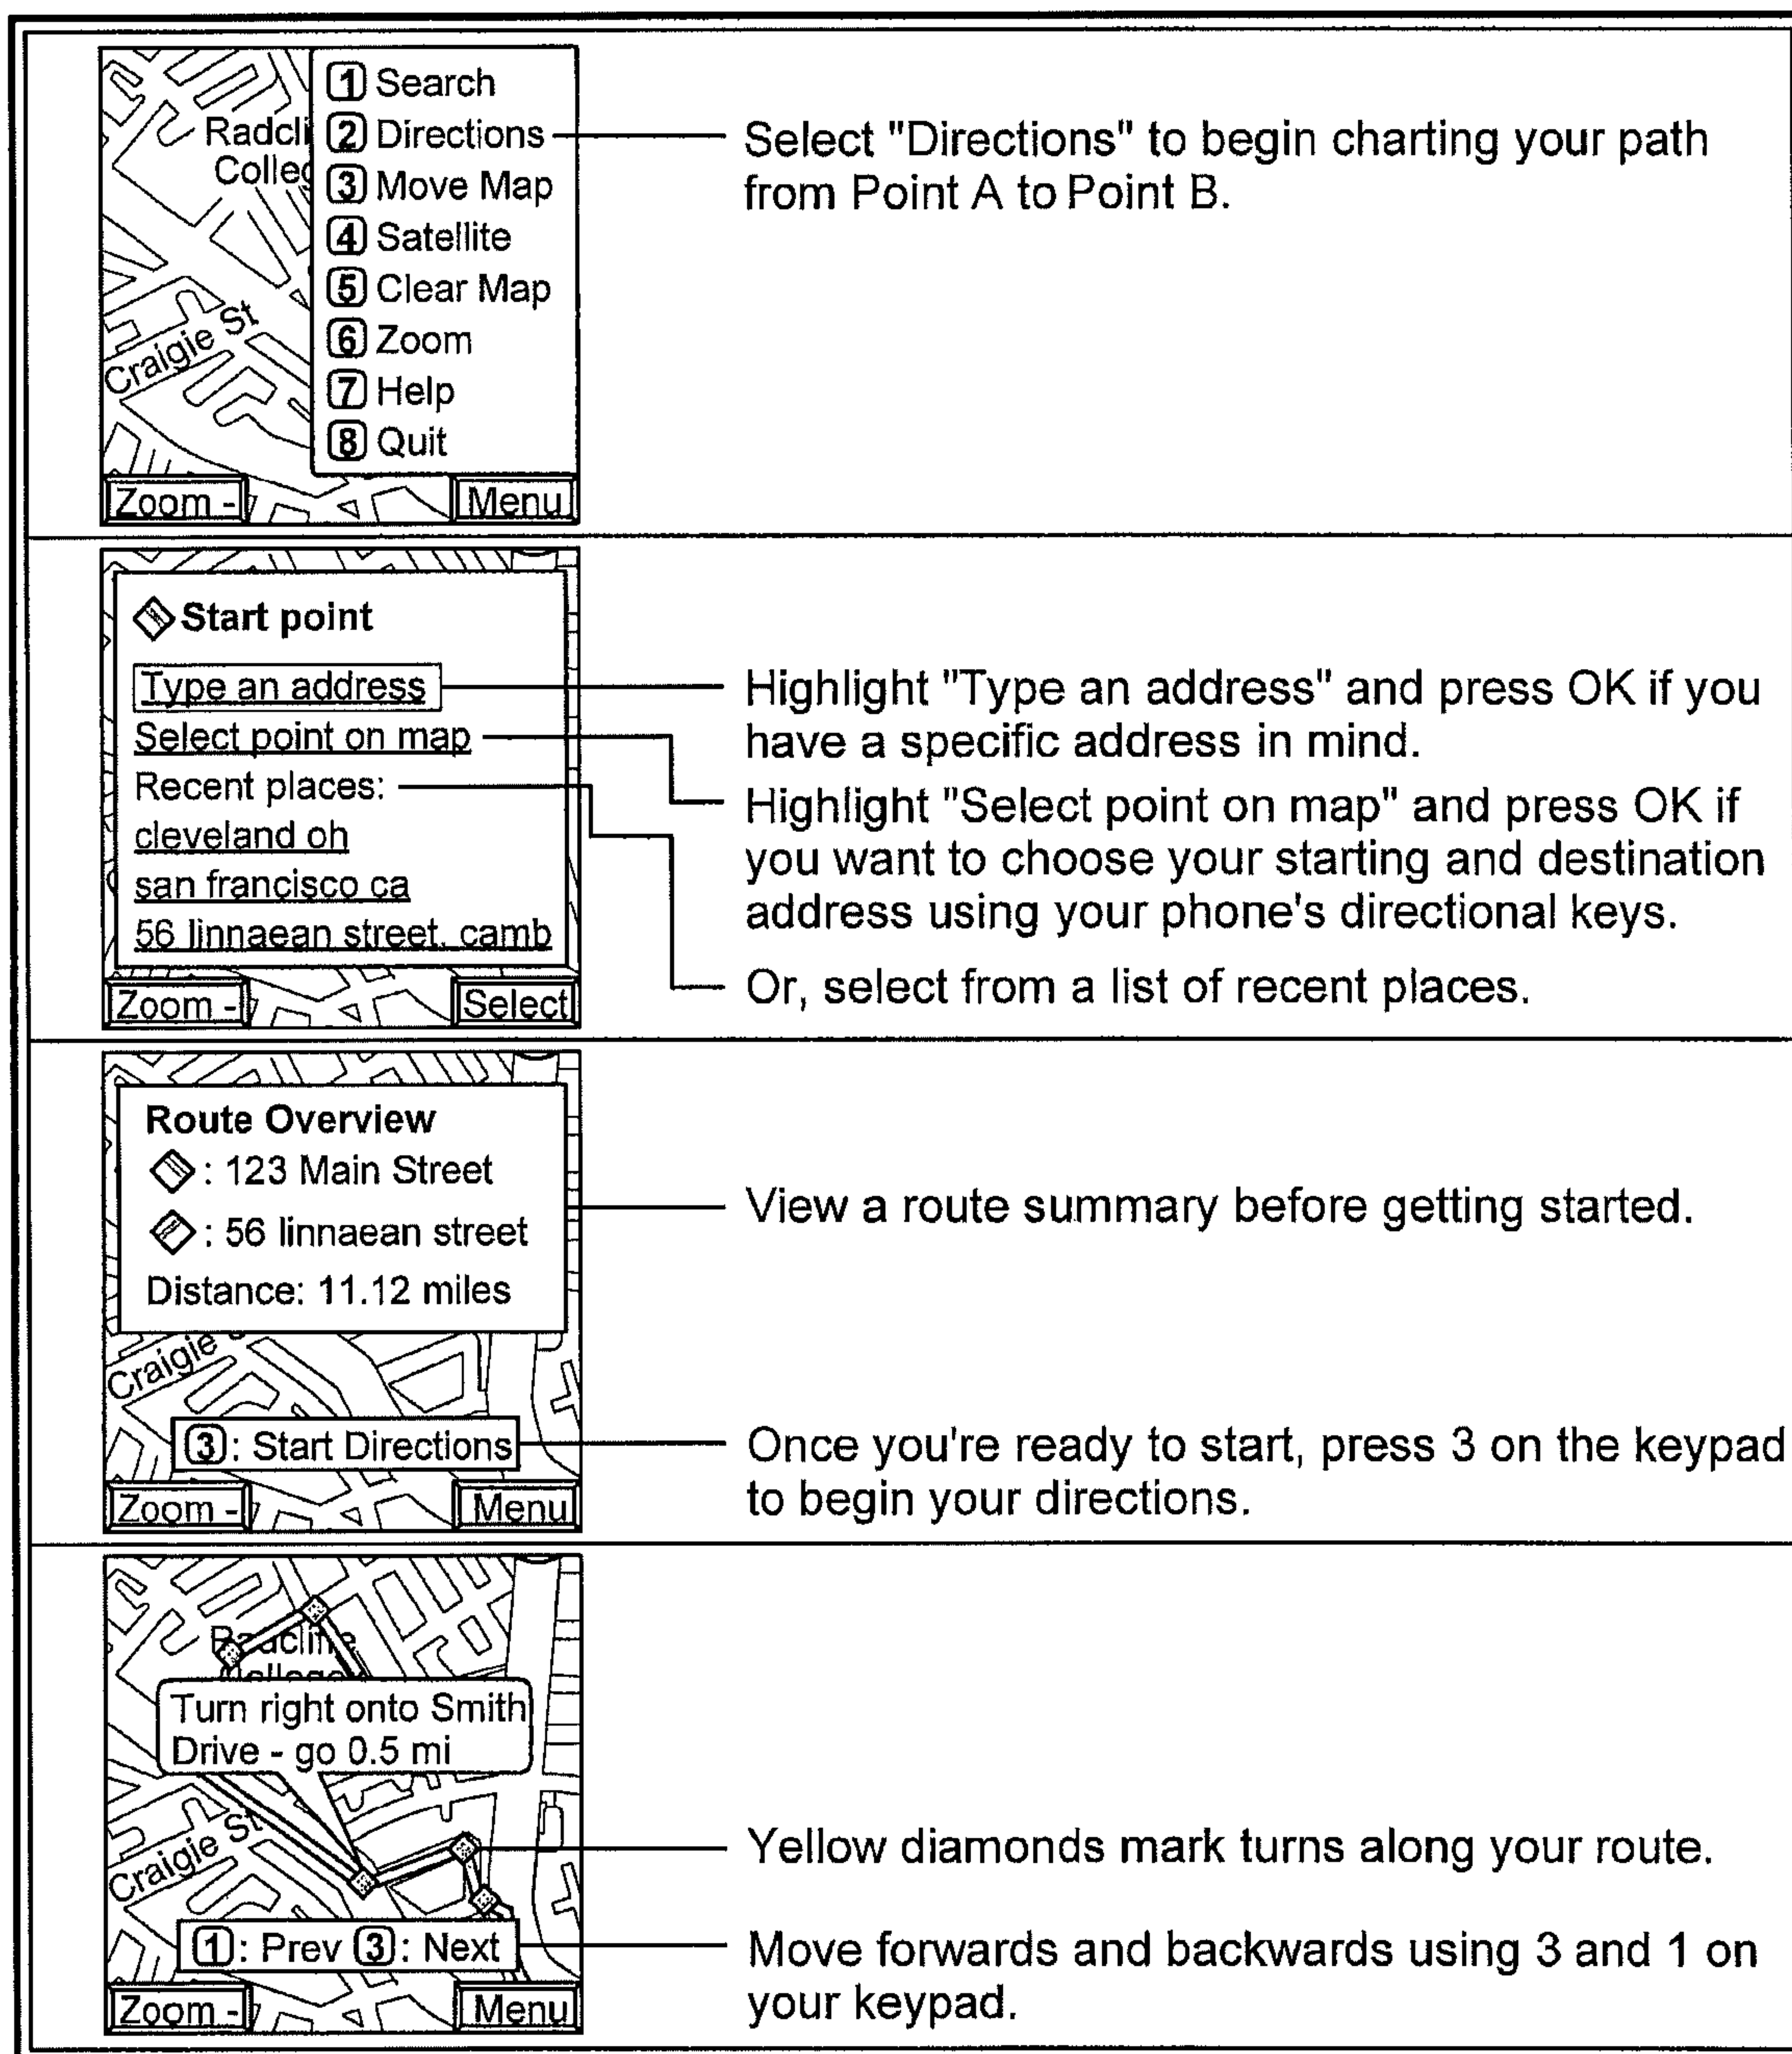 Radcli
Colleg
Craigie St
1 Search
2 Directions
3 Move Map
4 Satellite
5 Clear Map
6 Zoom
7 Help
8 Quit
Zoom -
Menu
Select "Directions" to begin charting your path
from Point A to Point B.
Start point
Type an address
Select point on map
Recent places:
cleveland oh
san francisco ca
56 linnaean street, camb
Zoom -
Select
Highlight "Type an address" and press OK if you
have a specific address in mind.
Highlight "Select point on map" and press OK if
you want to choose your starting and destination
address using your phone's directional keys.
Or, select from a list of recent places.
Route Overview
: 123 Main Street
: 56 linnaean street
Distance: 11.12 miles
Craigie
3: Start Directions
Zoom -
Menu
View a route summary before getting started.
Once you're ready to start, press 3 on the keypad
to begin your directions.
Radcliffe
College
Turn right onto Smith
Drive - go 0.5 mi
Craigie St
1: Prev 3: Next
Zoom -
Menu
Yellow diamonds mark turns along your route.
Move forwards and backwards using 3 and 1 on
your keypad.